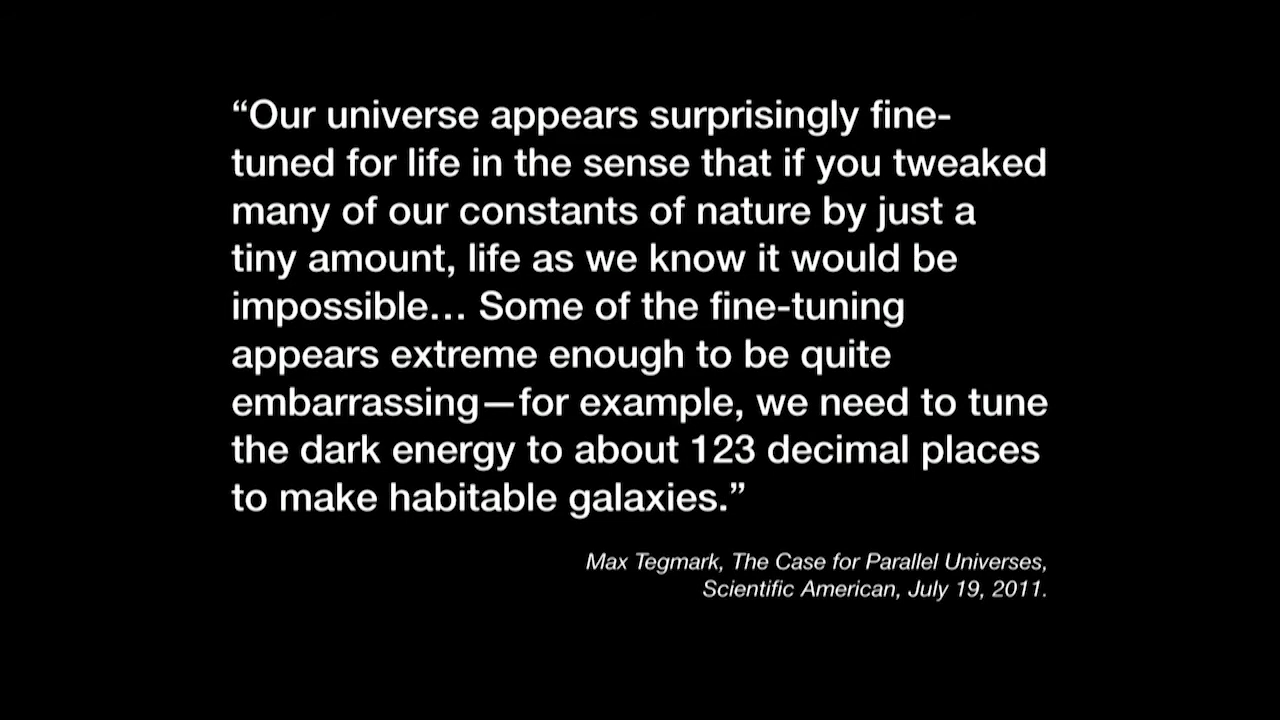 “Our universe appears surprisingly fine-
tuned for life in the sense that if you tweaked
many of our constants of nature by just a
tiny amount, life as we know it would be
impossible… Some of the fine-tuning
appears extreme enough to be quite
embarrassing—for example, we need to tune
the dark energy to about 123 decimal places
to make habitable galaxies.”
Max Tegmark, The Case for Parallel Universes,
Scientific American, July 19, 2011.